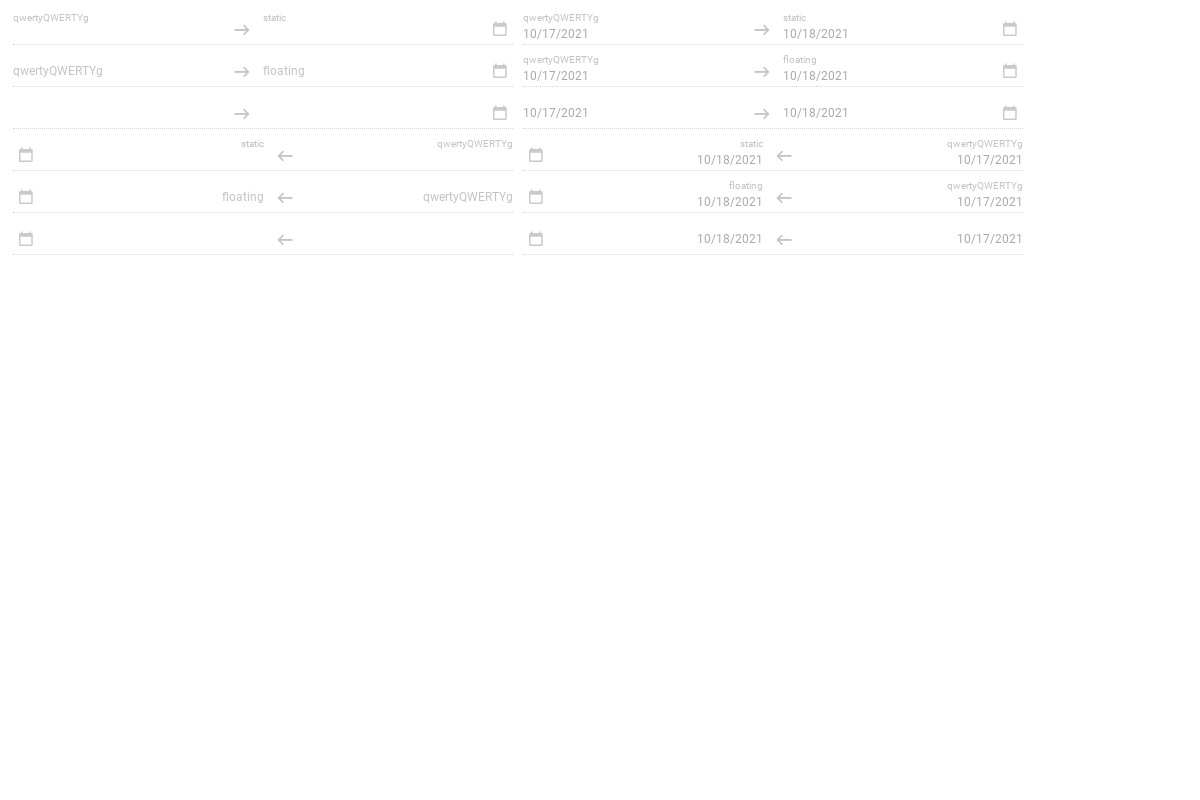 qwertyQWERTYg static qwertyQWERTYg static
10/17/2021 10/18/2021
qwertyQWERTYg floating qwertyQWERTYg floating
10/17/2021 10/18/2021
10/17/2021 10/18/2021
static qwertyQWERTYg static qwertyQWERTYg
10/18/2021 10/17/2021
floating qwertyQWERTYg floating qwertyQWERTYg
10/18/2021 10/17/2021
10/18/2021 10/17/2021